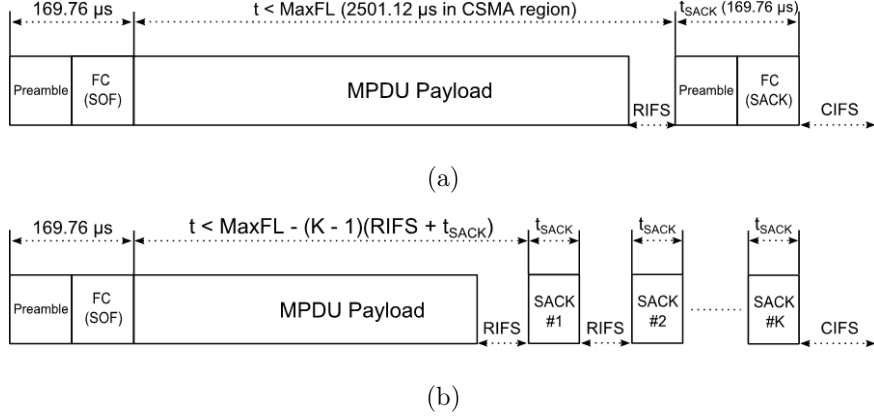 169.76 µs
t < MaxFL (2501.12 µs in CSMA region)
tSACK (169.76 µs)
Preamble
FC
(SOF)
MPDU Payload
RIFS
Preamble
FC
(SACK)
CIFS
(a)
169.76 µs
t < MaxFL - (K - 1)(RIFS + tSACK)
tSACK
tSACK
tSACK
Preamble
FC
(SOF)
MPDU Payload
RIFS
SACK
#1
RIFS
SACK
#2
........
SACK
#K
CIFS
(b)